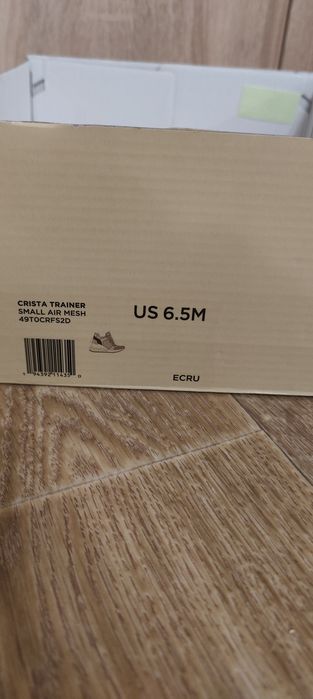 CRISTA TRAINER
SMALL AIR MESH
49T0CRFS2D
US 6.5M
ECRU